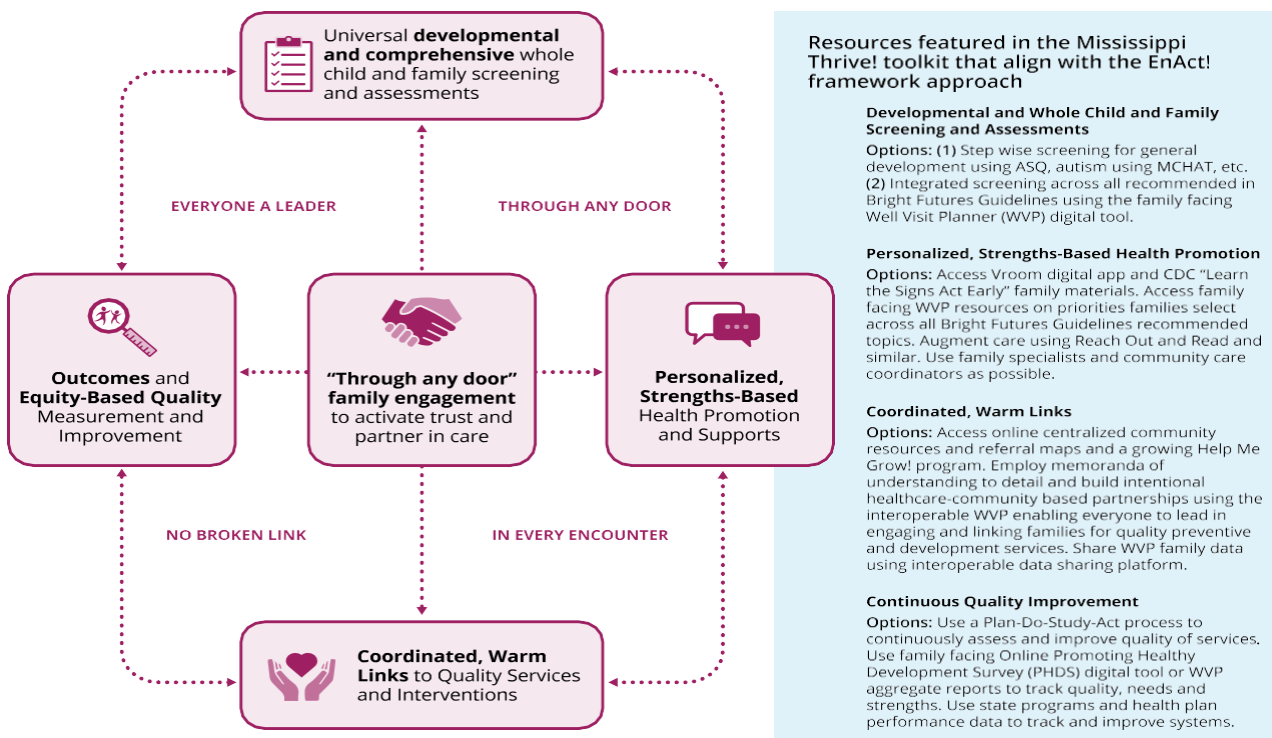 Universal developmental
and comprehensive whole
child and family screening
and assessments
EVERYONE A LEADER
THROUGH ANY DOOR
Outcomes and
Equity-Based Quality
Measurement and
Improvement
“Through any door”
family engagement
to activate trust and
partner in care
Personalized,
Strengths-Based
Health Promotion
and Supports
NO BROKEN LINK
IN EVERY ENCOUNTER
Coordinated, Warm
Links to Quality Services
and Interventions
Resources featured in the Mississippi
Thrive! toolkit that align with the EnAct!
framework approach
Developmental and Whole Child and Family
Screening and Assessments
Options: (1) Step wise screening for general
development using ASQ, autism using MCHAT, etc.
(2) Integrated screening across all recommended in
Bright Futures Guidelines using the family facing
Well Visit Planner (WVP) digital tool.
Personalized, Strengths-Based Health Promotion
Options: Access Vroom digital app and CDC “Learn
the Signs Act Early” family materials. Access family
facing WVP resources on priorities families select
across all Bright Futures Guidelines recommended
topics. Augment care using Reach Out and Read and
similar. Use family specialists and community care
coordinators as possible.
Coordinated, Warm Links
Options: Access online centralized community
resources and referral maps and a growing Help Me
Grow! program. Employ memoranda of
understanding to detail and build intentional
healthcare-community based partnerships using the
interoperable WVP enabling everyone to lead in
engaging and linking families for quality preventive
and development services. Share WVP family data
using interoperable data sharing platform.
Continuous Quality Improvement
Options: Use a Plan-Do-Study-Act process to
continuously assess and improve quality of services.
Use family facing Online Promoting Healthy
Development Survey (PHDS) digital tool or WVP
aggregate reports to track quality, needs and
strengths. Use state programs and health plan
performance data to track and improve systems.